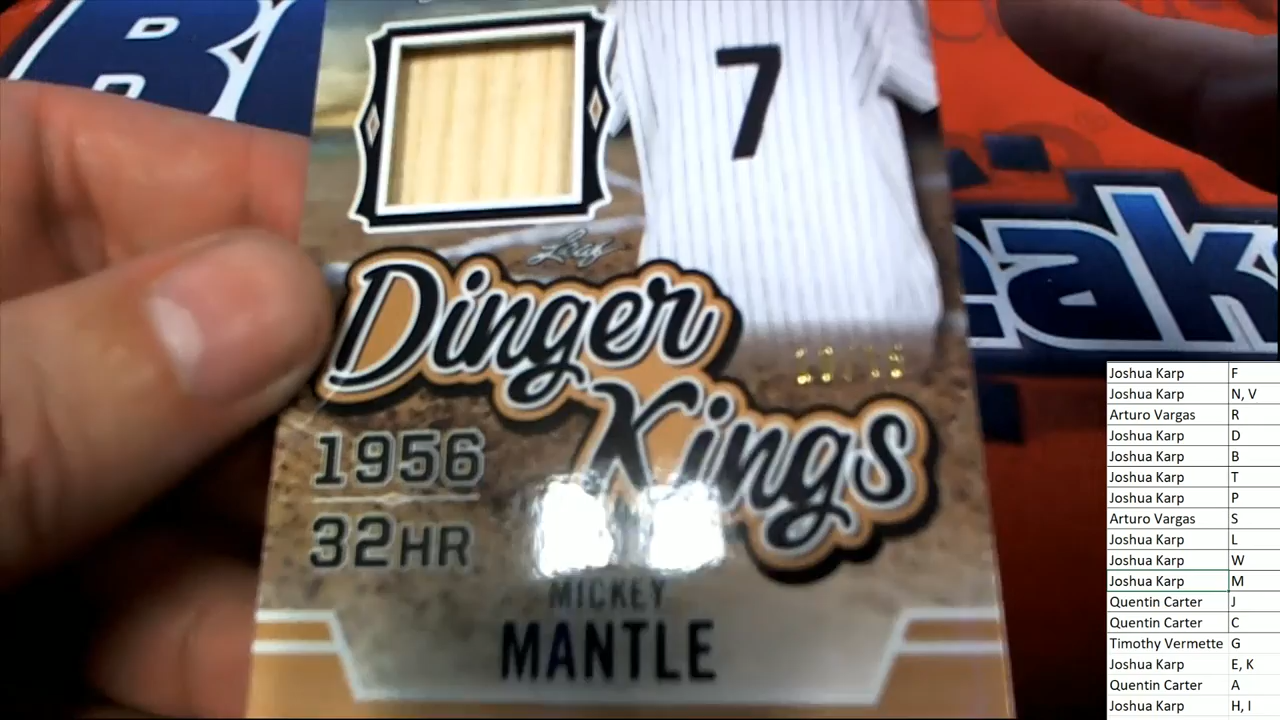 7
Leaf
Dinger
Kings
1956
32HR
MICKEY
MANTLE
eak
Joshua Karp F
Joshua Karp N, V
Arturo Vargas R
Joshua Karp D
Joshua Karp B
Joshua Karp T
Joshua Karp P
Arturo Vargas S
Joshua Karp L
Joshua Karp W
Joshua Karp M
Quentin Carter J
Quentin Carter C
Timothy Vermette G
Joshua Karp E, K
Quentin Carter A
Joshua Karp H, I